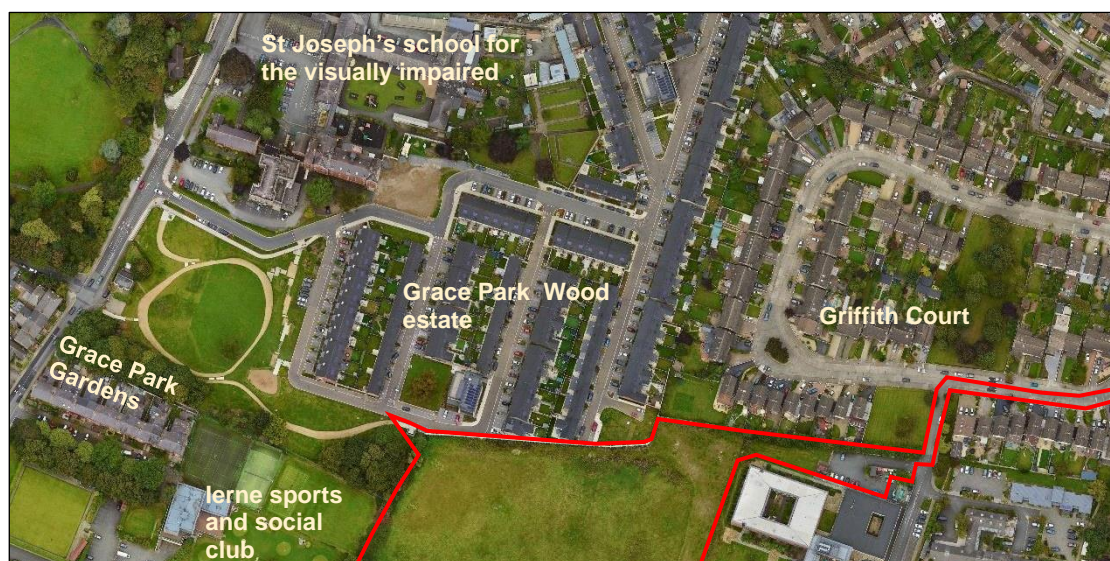 St Joseph's school for
the visually impaired
Grace Park Wood
estate
Griffith Court
Grace Park
Gardens
Ierne sports
and social
club